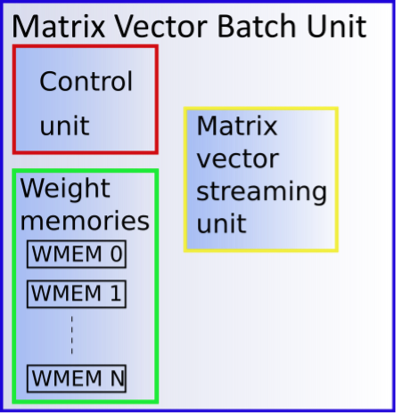 Matrix Vector Batch Unit
Control
unit
Matrix
vector
streaming
unit
Weight
memories
WMEM 0
WMEM 1
WMEM N